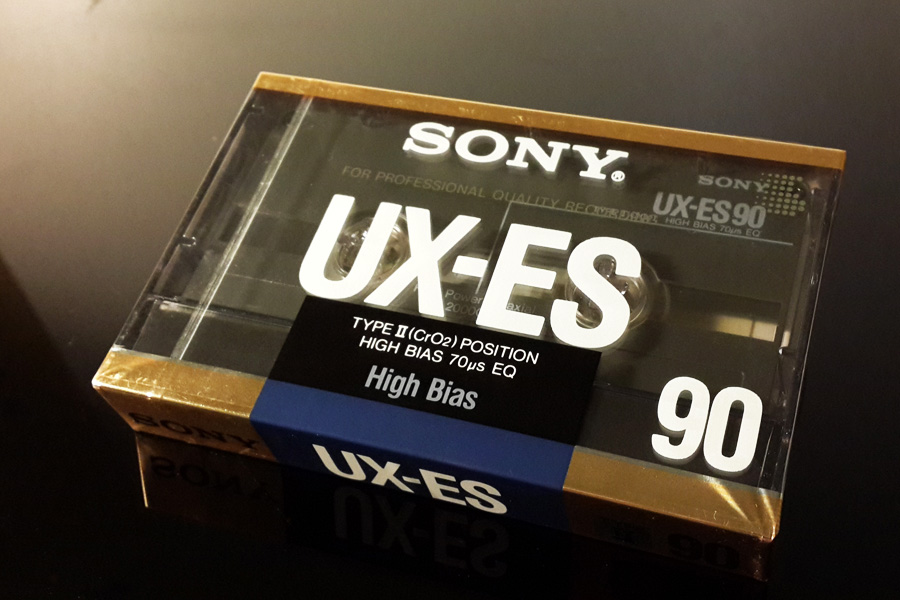 SONY®
FOR PROFESSIONAL QUALITY
SONY
UX-ES90
HIGH BIAS 70µs EQ
UX-ES
TYPE II (CrO2) POSITION
HIGH BIAS 70µs EQ
High Bias
90
SONY
UX-ES
90